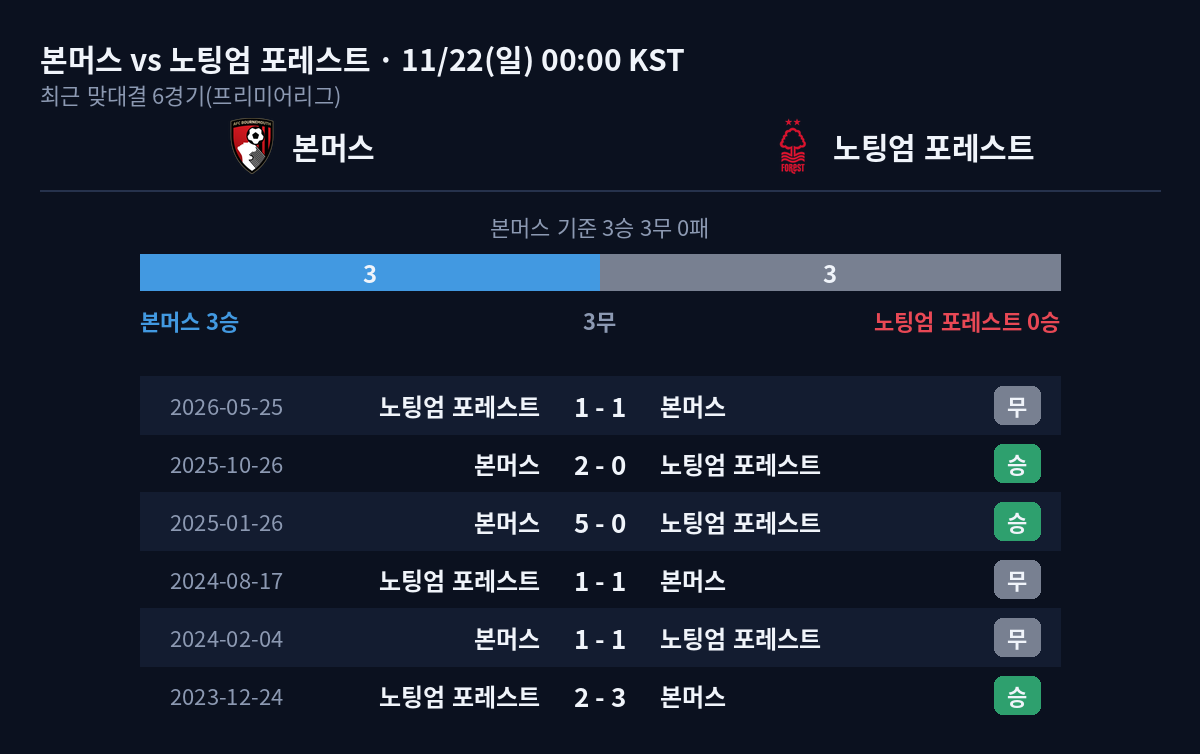 본머스 vs 노팅엄 포레스트 · 11/22(일) 00:00 KST
최근 맞대결 6경기(프리미어리그)
AFC BOURNEMOUTH 본머스 FOREST 노팅엄 포레스트
본머스 기준 3승 3무 0패
3 3
본머스 3승 3무 노팅엄 포레스트 0승
2026-05-25 노팅엄 포레스트 1 - 1 본머스 무
2025-10-26 본머스 2 - 0 노팅엄 포레스트 승
2025-01-26 본머스 5 - 0 노팅엄 포레스트 승
2024-08-17 노팅엄 포레스트 1 - 1 본머스 무
2024-02-04 본머스 1 - 1 노팅엄 포레스트 무
2023-12-24 노팅엄 포레스트 2 - 3 본머스 승